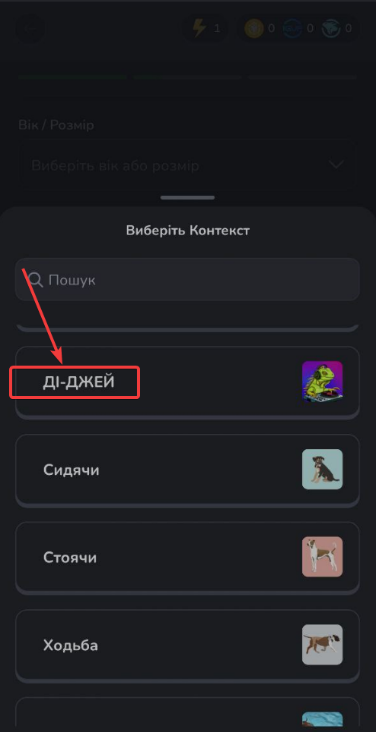 1 0 0 0
Вік / Розмір
Виберіть вік або розмір
Виберіть Контекст
Пошук
ДІ-ДЖЕЙ
Сидячи
Стоячи
Ходьба